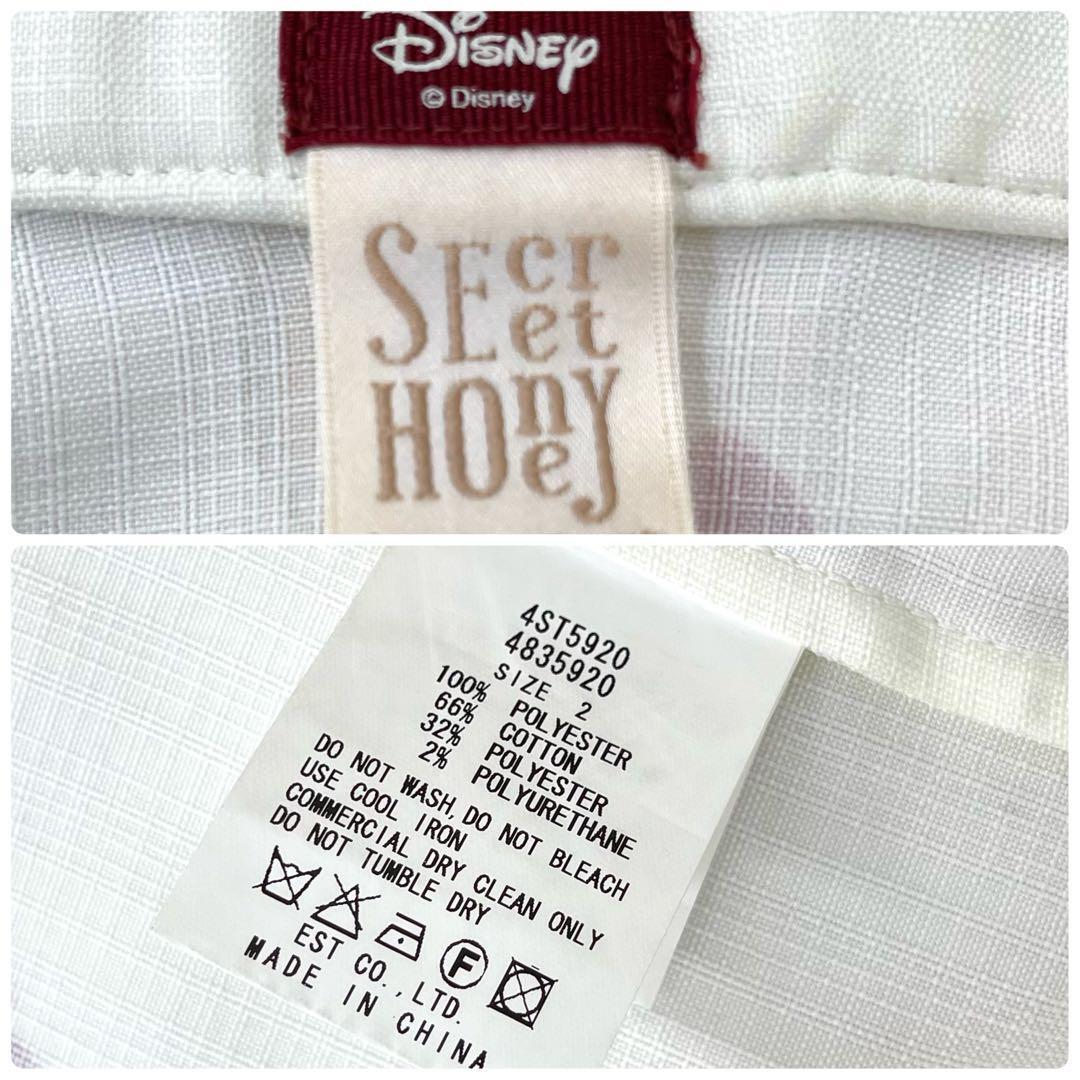 Disney
© Disney
SEcret
HOneY
4ST5920
4835920
SIZE 2
100% POLYESTER
66% COTTON
32% POLYESTER
2% POLYURETHANE
DO NOT WASH, DO NOT BLEACH
USE COOL IRON
COMMERCIAL DRY CLEAN ONLY
DO NOT TUMBLE DRY
F
EST CO.,LTD.
MADE IN CHINA